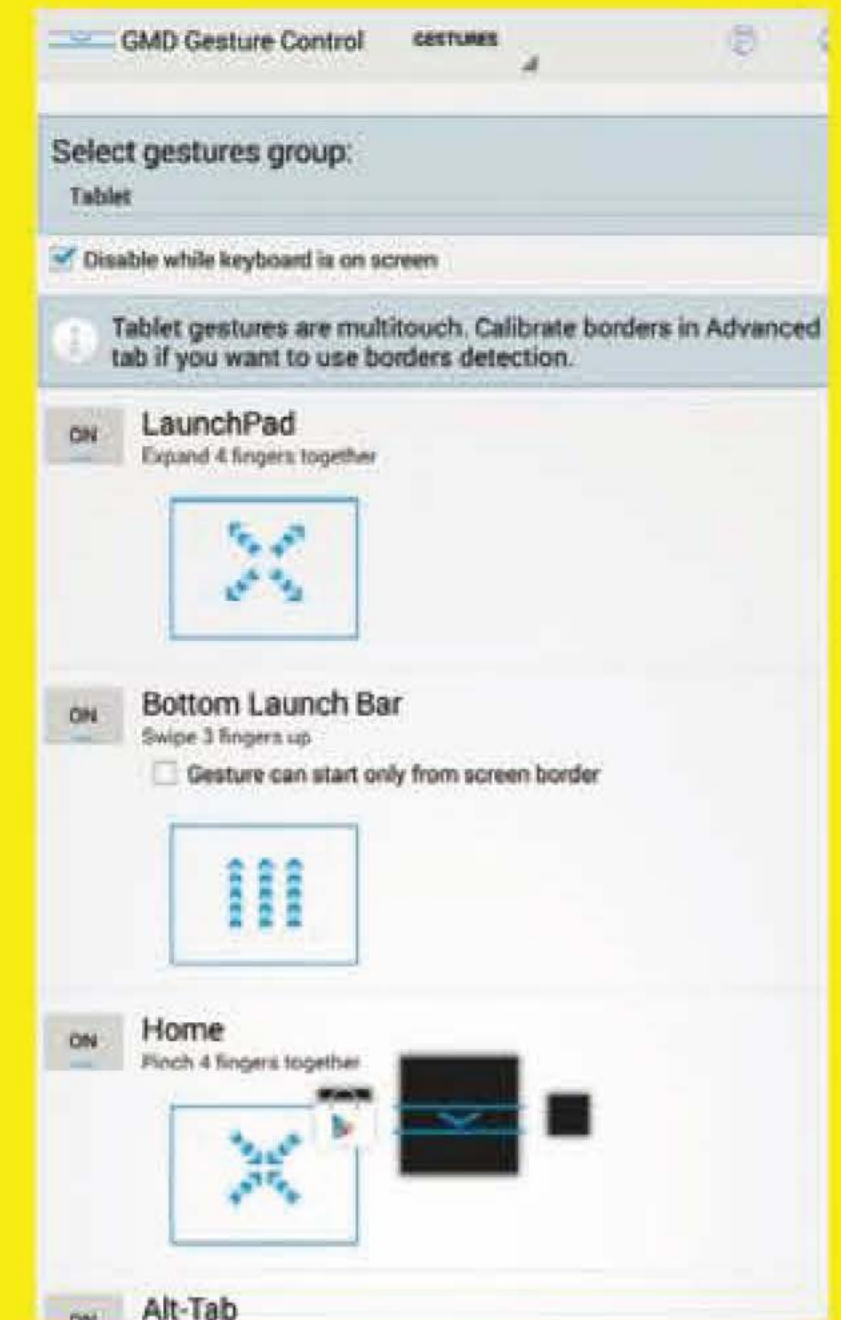 GMD Gesture Control GESTURES
Select gestures group:
Tablet
Disable while keyboard is on screen
Tablet gestures are multitouch. Calibrate borders in Advanced
tab if you want to use borders detection.
ON LaunchPad
Expand 4 fingers together
ON Bottom Launch Bar
Swipe 3 fingers up
Gesture can start only from screen border
ON Home
Pinch 4 fingers together
ON Alt-Tab